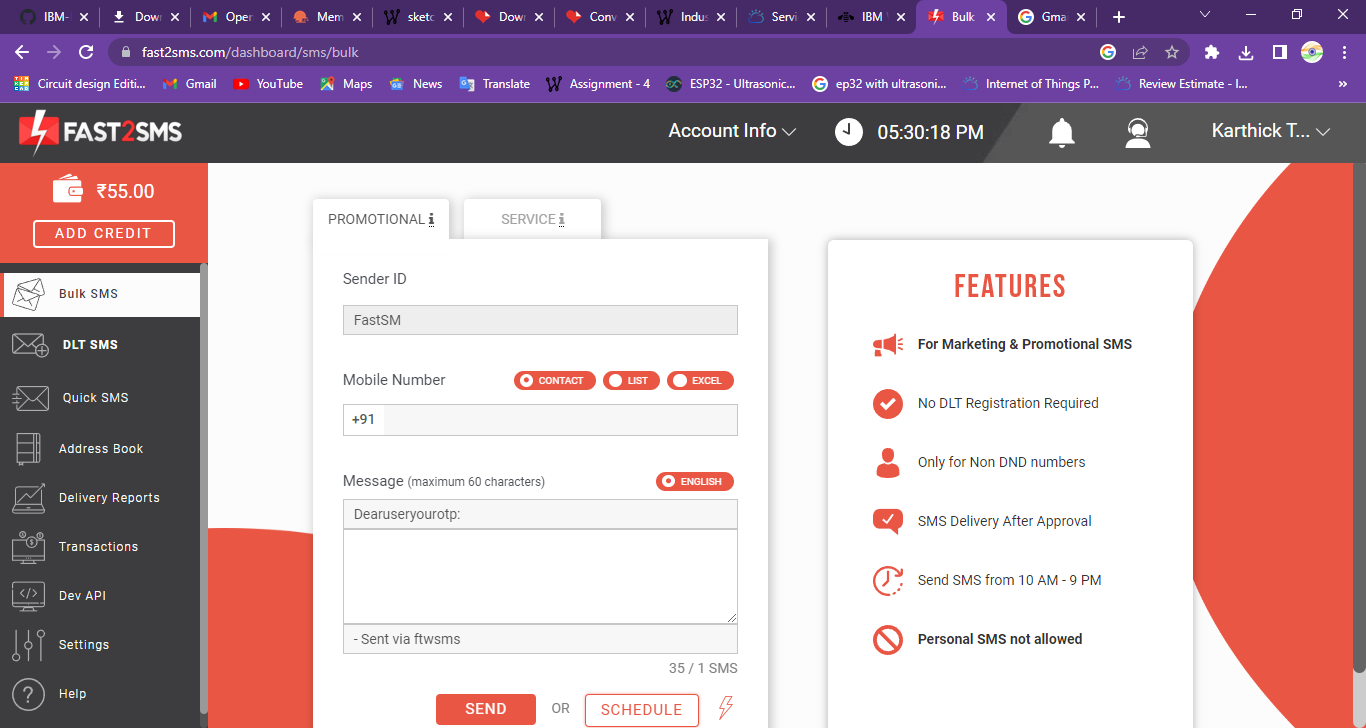 IBM-
Down
Open
Mem
sketc
Down
Conv
Indus
Servi
IBM
Bulk
Gmai
fast2sms.com/dashboard/sms/bulk
Circuit design Editi...
Gmail
YouTube
Maps
News
Translate
Assignment - 4
ESP32 - Ultrasonic...
ep32 with ultrasoni...
Internet of Things P...
Review Estimate - I...
»
FAST2SMS
Account Info
05:30:18 PM
Karthick T...
₹55.00
ADD CREDIT
Bulk SMS
DLT SMS
Quick SMS
Address Book
Delivery Reports
Transactions
Dev API
Settings
Help
PROMOTIONAL i
SERVICE i
Sender ID
FastSM
Mobile Number
CONTACT
LIST
EXCEL
+91
Message (maximum 60 characters)
ENGLISH
Dearuseryourotp:
- Sent via ftwsms
35 / 1 SMS
SEND
OR
SCHEDULE
FEATURES
For Marketing & Promotional SMS
No DLT Registration Required
Only for Non DND numbers
SMS Delivery After Approval
Send SMS from 10 AM - 9 PM
Personal SMS not allowed